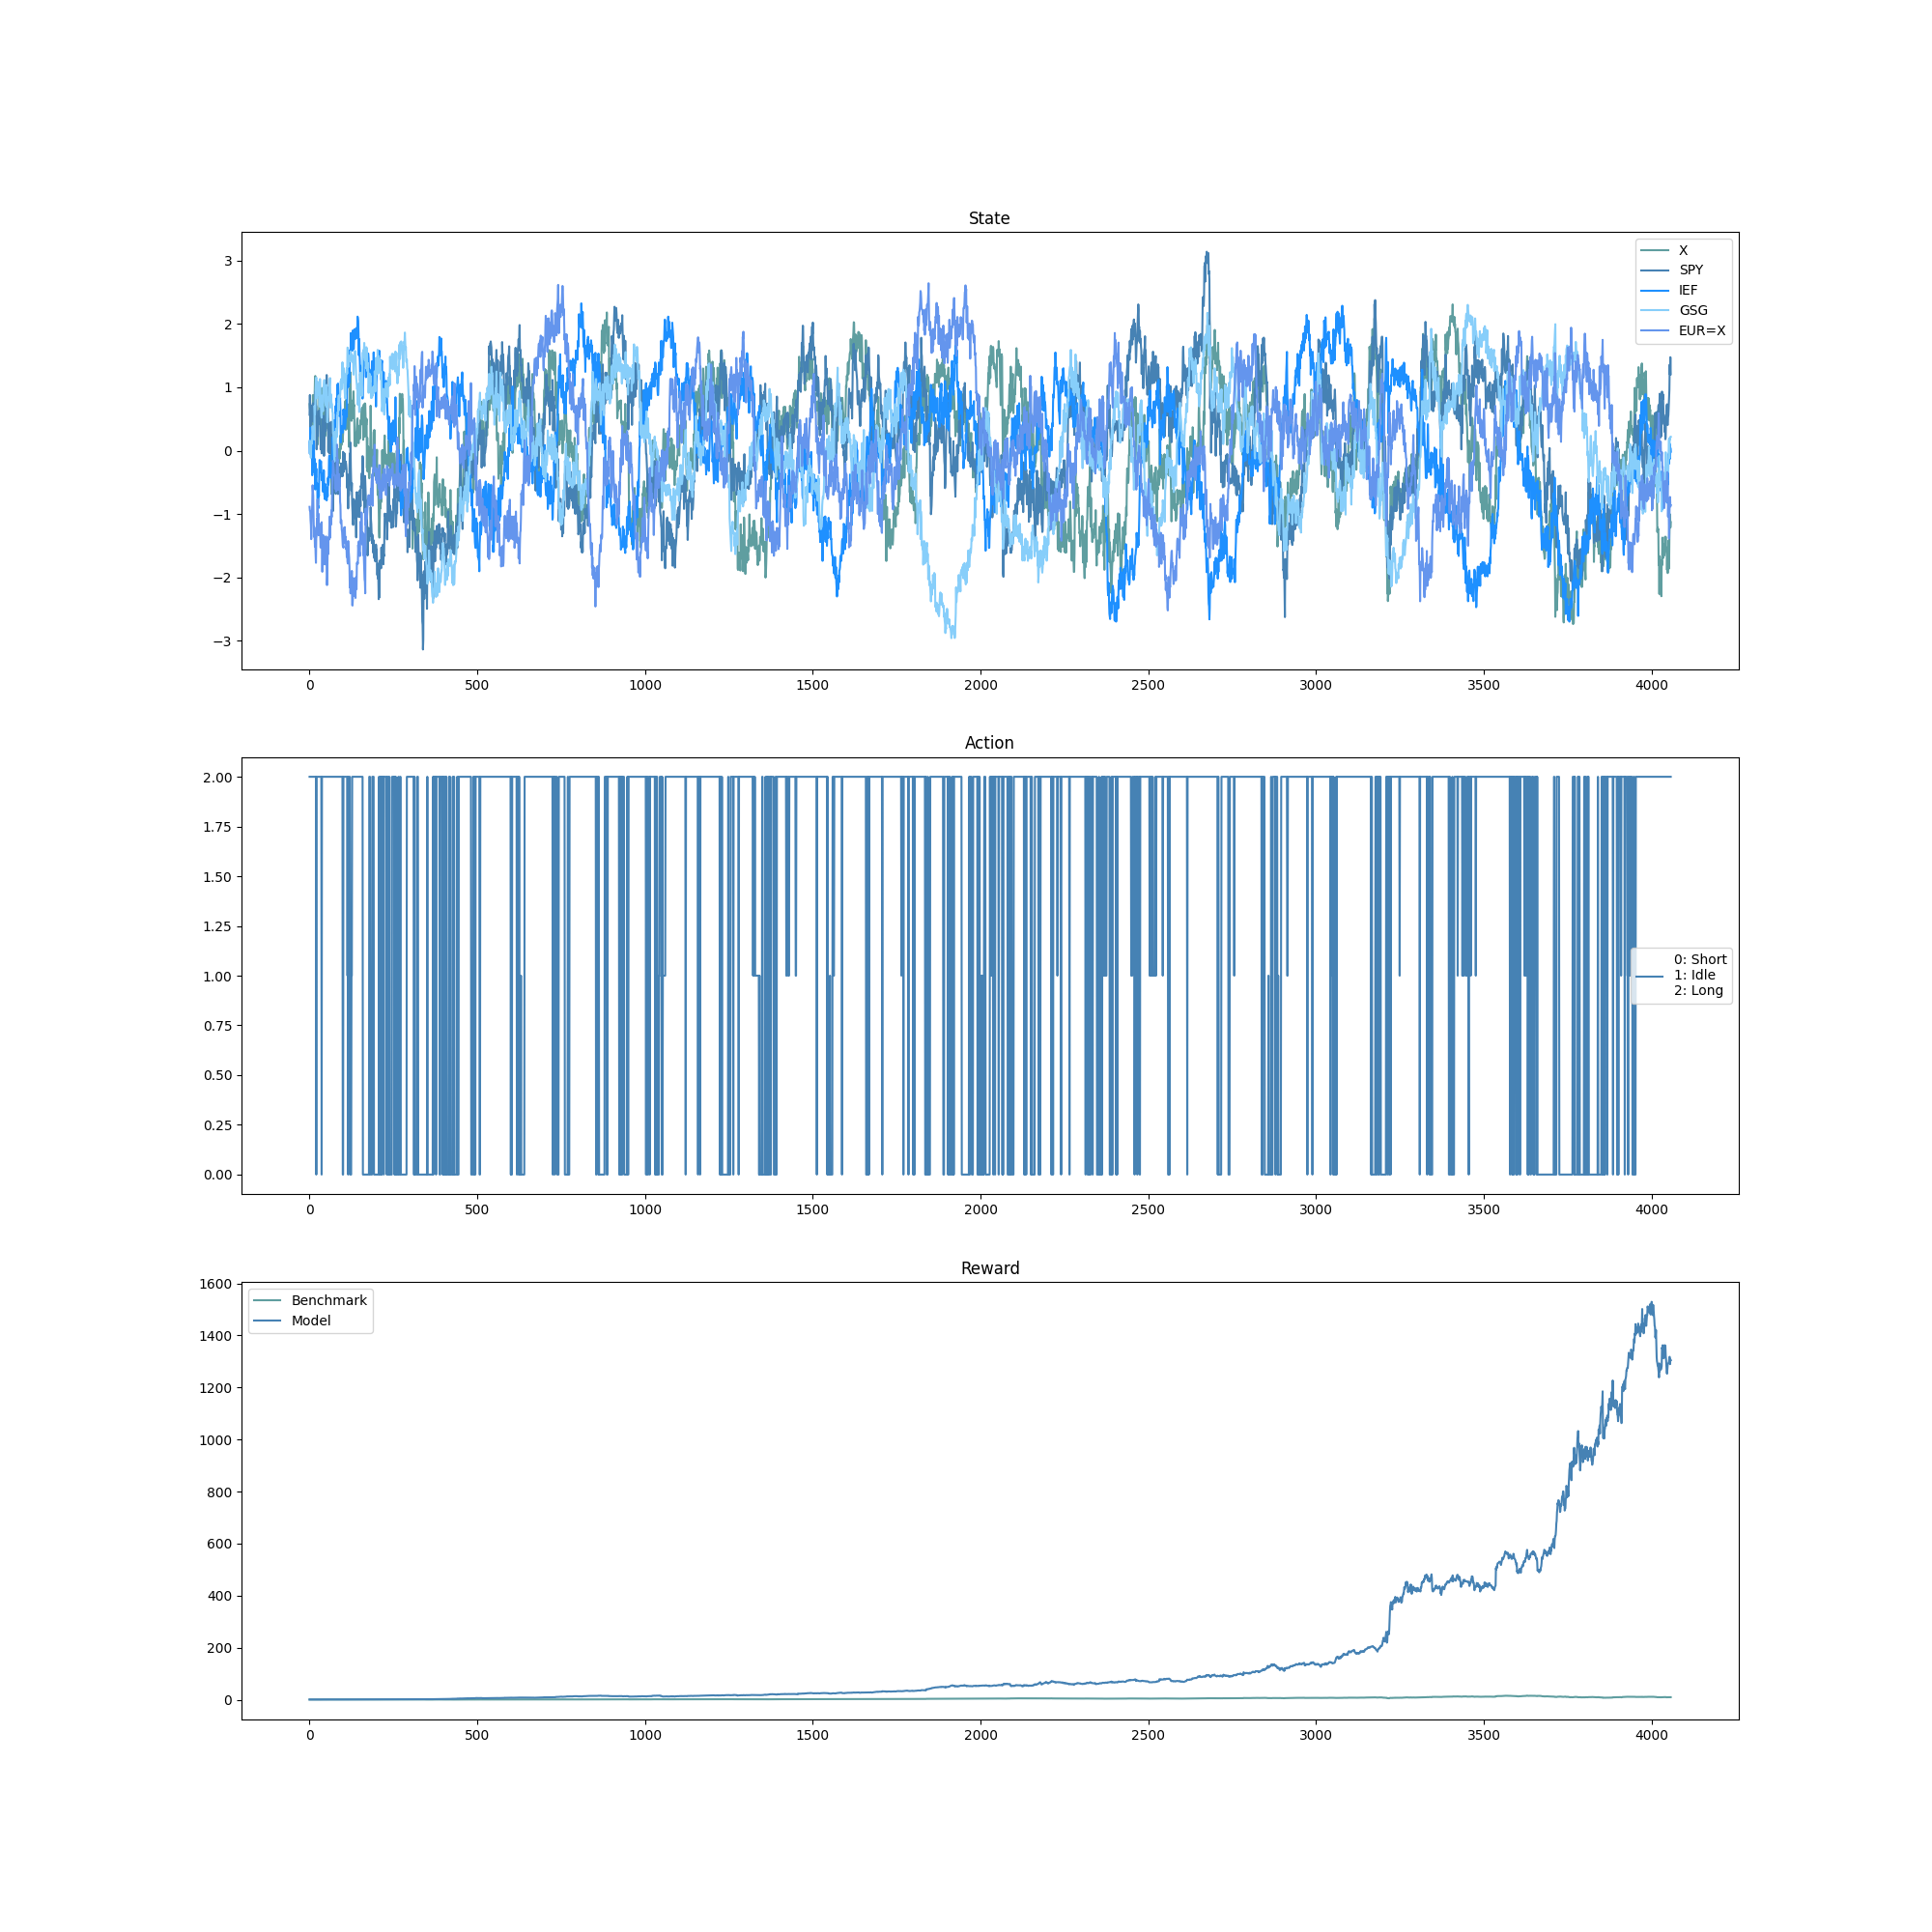 State
3
2
1
0
−1
−2
−3
X
SPY
IEF
GSG
EUR=X
0 500 1000 1500 2000 2500 3000 3500 4000
Action
2.00
1.75
1.50
1.25
1.00
0.75
0.50
0.25
0.00
0: Short
1: Idle
2: Long
0 500 1000 1500 2000 2500 3000 3500 4000
Reward
1600
1400
1200
1000
800
600
400
200
0
Benchmark
Model
0 500 1000 1500 2000 2500 3000 3500 4000